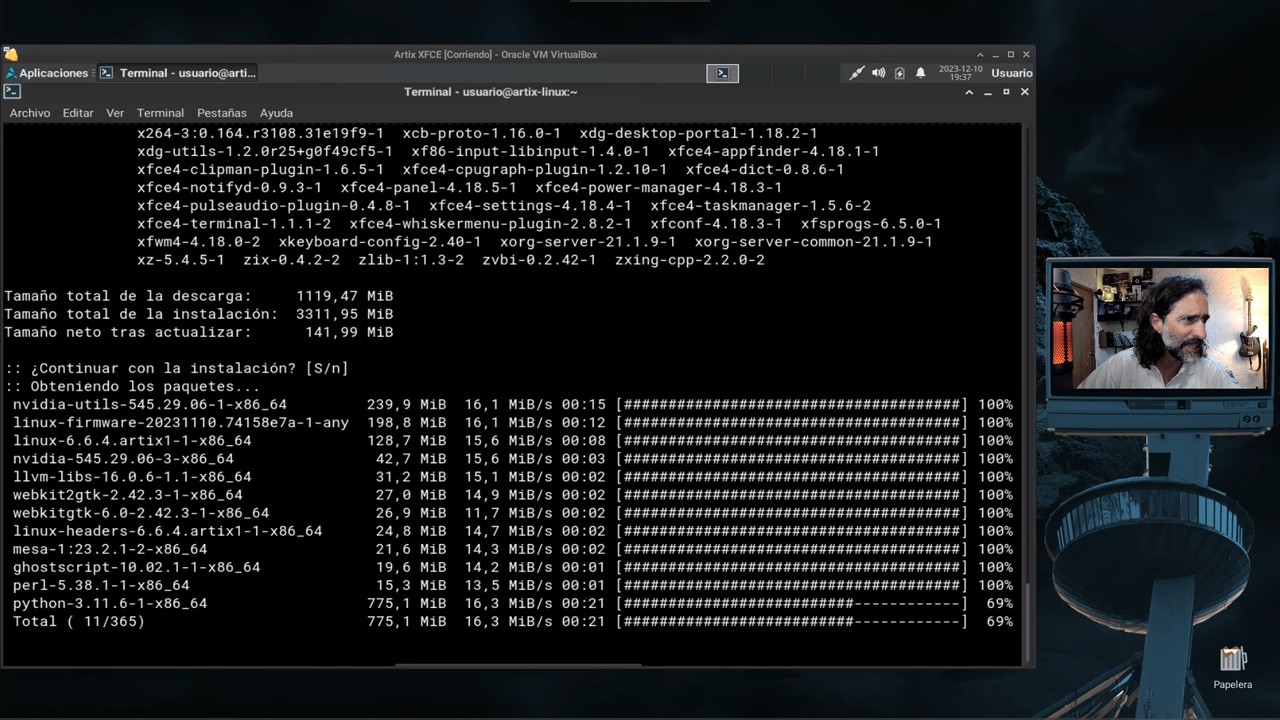 Artix XFCE [Corriendo] - Oracle VM VirtualBox
Aplicaciones Terminal - usuario@arti... 2023-12-10 19:37 Usuario
Terminal - usuario@artix-linux:~
Archivo Editar Ver Terminal Pestañas Ayuda
x264-3:0.164.r3108.31e19f9-1 xcb-proto-1.16.0-1 xdg-desktop-portal-1.18.2-1
xdg-utils-1.2.0r25+g0f49cf5-1 xf86-input-libinput-1.4.0-1 xfce4-appfinder-4.18.1-1
xfce4-clipman-plugin-1.6.5-1 xfce4-cpugraph-plugin-1.2.10-1 xfce4-dict-0.8.6-1
xfce4-notifyd-0.9.3-1 xfce4-panel-4.18.5-1 xfce4-power-manager-4.18.3-1
xfce4-pulseaudio-plugin-0.4.8-1 xfce4-settings-4.18.4-1 xfce4-taskmanager-1.5.6-2
xfce4-terminal-1.1.1-2 xfce4-whiskermenu-plugin-2.8.2-1 xfconf-4.18.3-1 xfsprogs-6.5.0-1
xfwm4-4.18.0-2 xkeyboard-config-2.40-1 xorg-server-21.1.9-1 xorg-server-common-21.1.9-1
xz-5.4.5-1 zix-0.4.2-2 zlib-1:1.3-2 zvbi-0.2.42-1 zxing-cpp-2.2.0-2
Tamaño total de la descarga: 1119,47 MiB
Tamaño total de la instalación: 3311,95 MiB
Tamaño neto tras actualizar: 141,99 MiB
:: ¿Continuar con la instalación? [S/n]
:: Obteniendo los paquetes...
nvidia-utils-545.29.06-1-x86_64 239,9 MiB 16,1 MiB/s 00:15 [######################################] 100%
linux-firmware-20231110.74158e7a-1-any 198,8 MiB 16,1 MiB/s 00:12 [######################################] 100%
linux-6.6.4.artix1-1-x86_64 128,7 MiB 15,6 MiB/s 00:08 [######################################] 100%
nvidia-545.29.06-3-x86_64 42,7 MiB 15,6 MiB/s 00:03 [######################################] 100%
llvm-libs-16.0.6-1.1-x86_64 31,2 MiB 15,1 MiB/s 00:02 [######################################] 100%
webkit2gtk-2.42.3-1-x86_64 27,0 MiB 14,9 MiB/s 00:02 [######################################] 100%
webkitgtk-6.0-2.42.3-1-x86_64 26,9 MiB 11,7 MiB/s 00:02 [######################################] 100%
linux-headers-6.6.4.artix1-1-x86_64 24,8 MiB 14,7 MiB/s 00:02 [######################################] 100%
mesa-1:23.2.1-2-x86_64 21,6 MiB 14,3 MiB/s 00:02 [######################################] 100%
ghostscript-10.02.1-1-x86_64 19,6 MiB 14,2 MiB/s 00:01 [######################################] 100%
perl-5.38.1-1-x86_64 15,3 MiB 13,5 MiB/s 00:01 [######################################] 100%
python-3.11.6-1-x86_64 775,1 MiB 16,3 MiB/s 00:21 [##########################------------] 69%
Total ( 11/365) 775,1 MiB 16,3 MiB/s 00:21 [##########################------------] 69%
Papelera